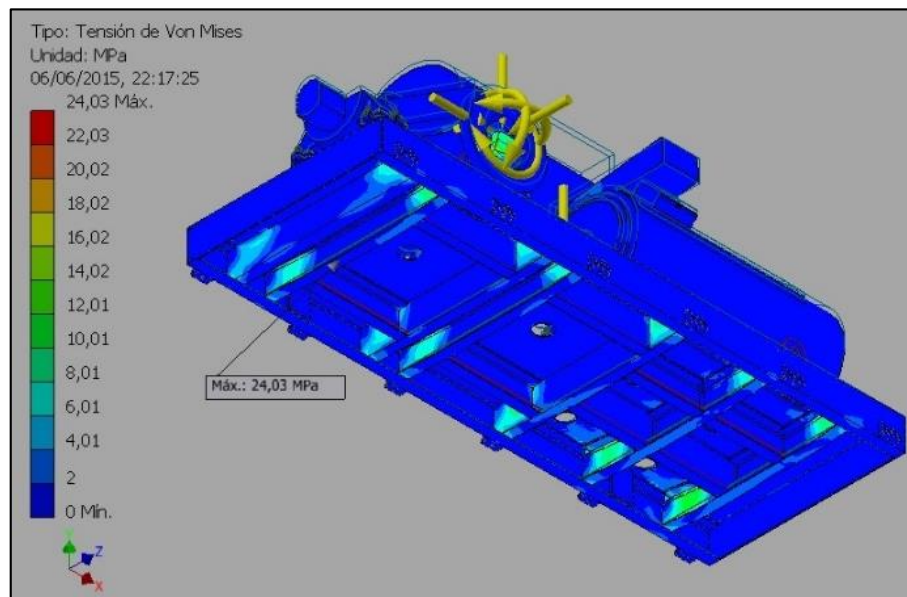 Tipo: Tensión de Von Mises
Unidad: MPa
06/06/2015, 22:17:25
24,03 Máx.
22,03
20,02
18,02
16,02
14,02
12,01
10,01
8,01
6,01
4,01
2
0 Mín.
Máx.: 24,03 MPa
Y
Z
X